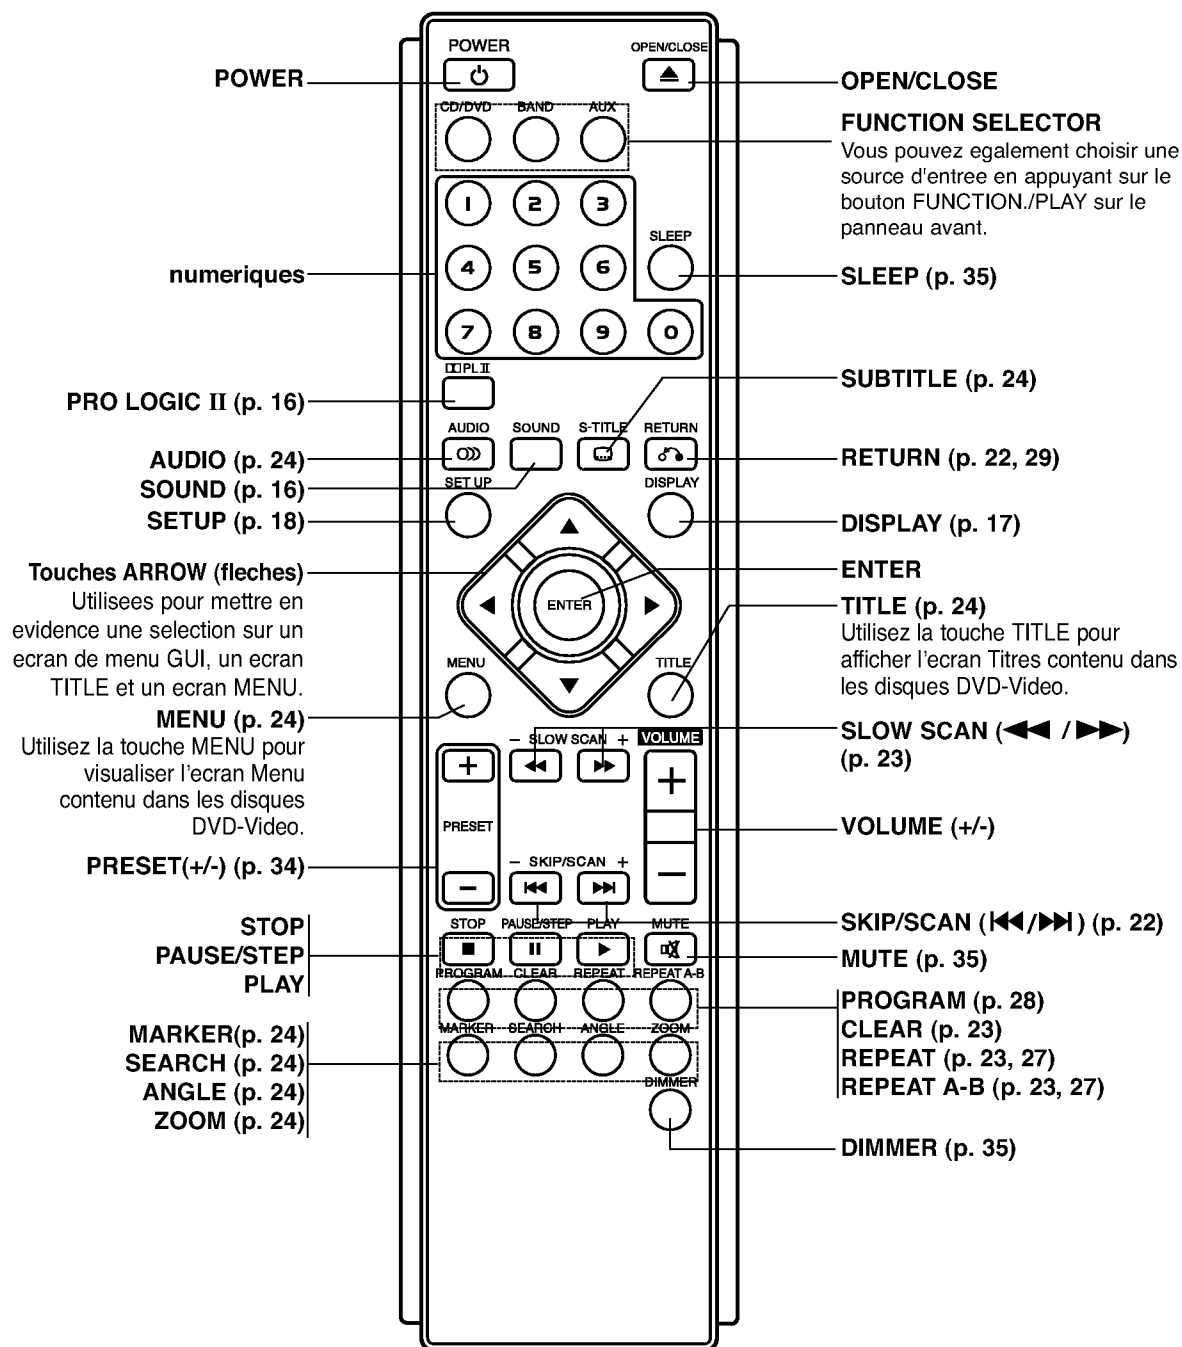 POWER
OPEN/CLOSE
POWER
OPEN/CLOSE
CD/DVD BAND AUX
FUNCTION SELECTOR
Vous pouvez egalement choisir une
source d'entree en appuyant sur le
bouton FUNCTION./PLAY sur le
panneau avant.
1 2 3
SLEEP
numeriques
4 5 6
SLEEP (p. 35)
7 8 9 0
PL II
SUBTITLE (p. 24)
PRO LOGIC II (p. 16)
AUDIO SOUND S-TITLE RETURN
AUDIO (p. 24)
RETURN (p. 22, 29)
SOUND (p. 16)
SET UP DISPLAY
SETUP (p. 18)
DISPLAY (p. 17)
Touches ARROW (fleches)
Utilisees pour mettre en
evidence une selection sur un
ecran de menu GUI, un ecran
TITLE et un ecran MENU.
ENTER
ENTER
TITLE (p. 24)
Utilisez la touche TITLE pour
afficher l'ecran Titres contenu dans
les disques DVD-Video.
MENU TITLE
MENU (p. 24)
Utilisez la touche MENU pour
visualiser l'ecran Menu
contenu dans les disques
DVD-Video.
– SLOW SCAN + VOLUME
SLOW SCAN (◀◀ / ▶▶)
(p. 23)
+ +
PRESET
VOLUME (+/-)
PRESET(+/-) (p. 34)
– SKIP/SCAN +
– –
SKIP/SCAN (|◀◀/▶▶|) (p. 22)
STOP PAUSE/STEP PLAY MUTE
STOP
PAUSE/STEP
PLAY
MUTE (p. 35)
PROGRAM CLEAR REPEAT REPEAT A-B
PROGRAM (p. 28)
CLEAR (p. 23)
REPEAT (p. 23, 27)
REPEAT A-B (p. 23, 27)
MARKER SEARCH ANGLE ZOOM
MARKER(p. 24)
SEARCH (p. 24)
ANGLE (p. 24)
ZOOM (p. 24)
DIMMER
DIMMER (p. 35)